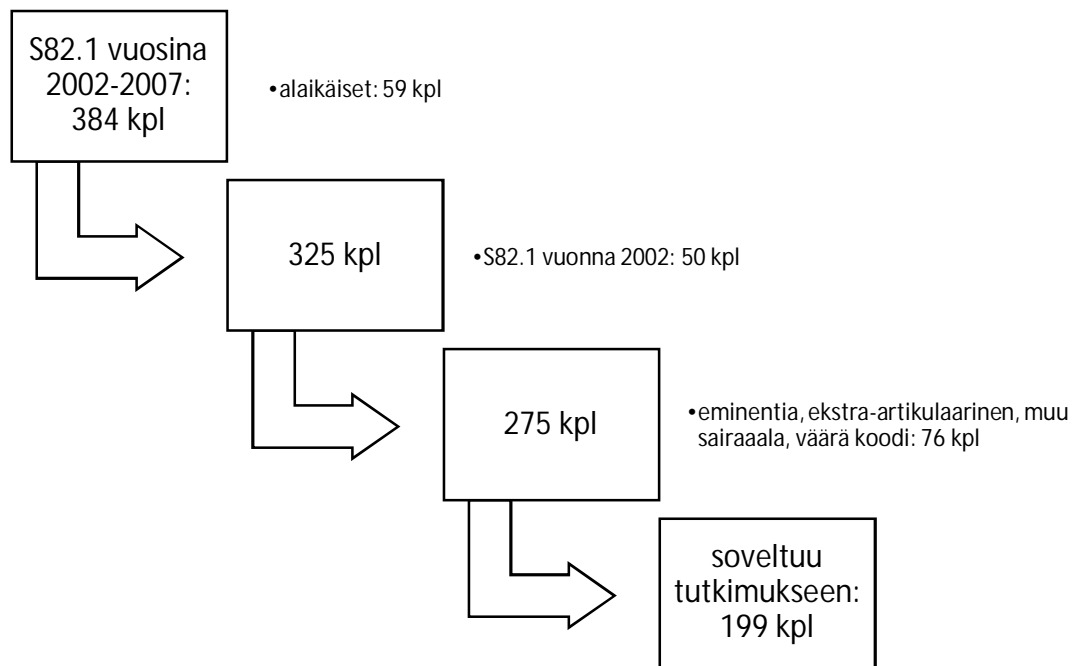 S82.1 vuosina
2002-2007:
384 kpl
•alaikäiset: 59 kpl
325 kpl
•S82.1 vuonna 2002: 50 kpl
275 kpl
•eminentia, ekstra-artikulaarinen, muu
sairaaala, väärä koodi: 76 kpl
soveltuu
tutkimukseen:
199 kpl